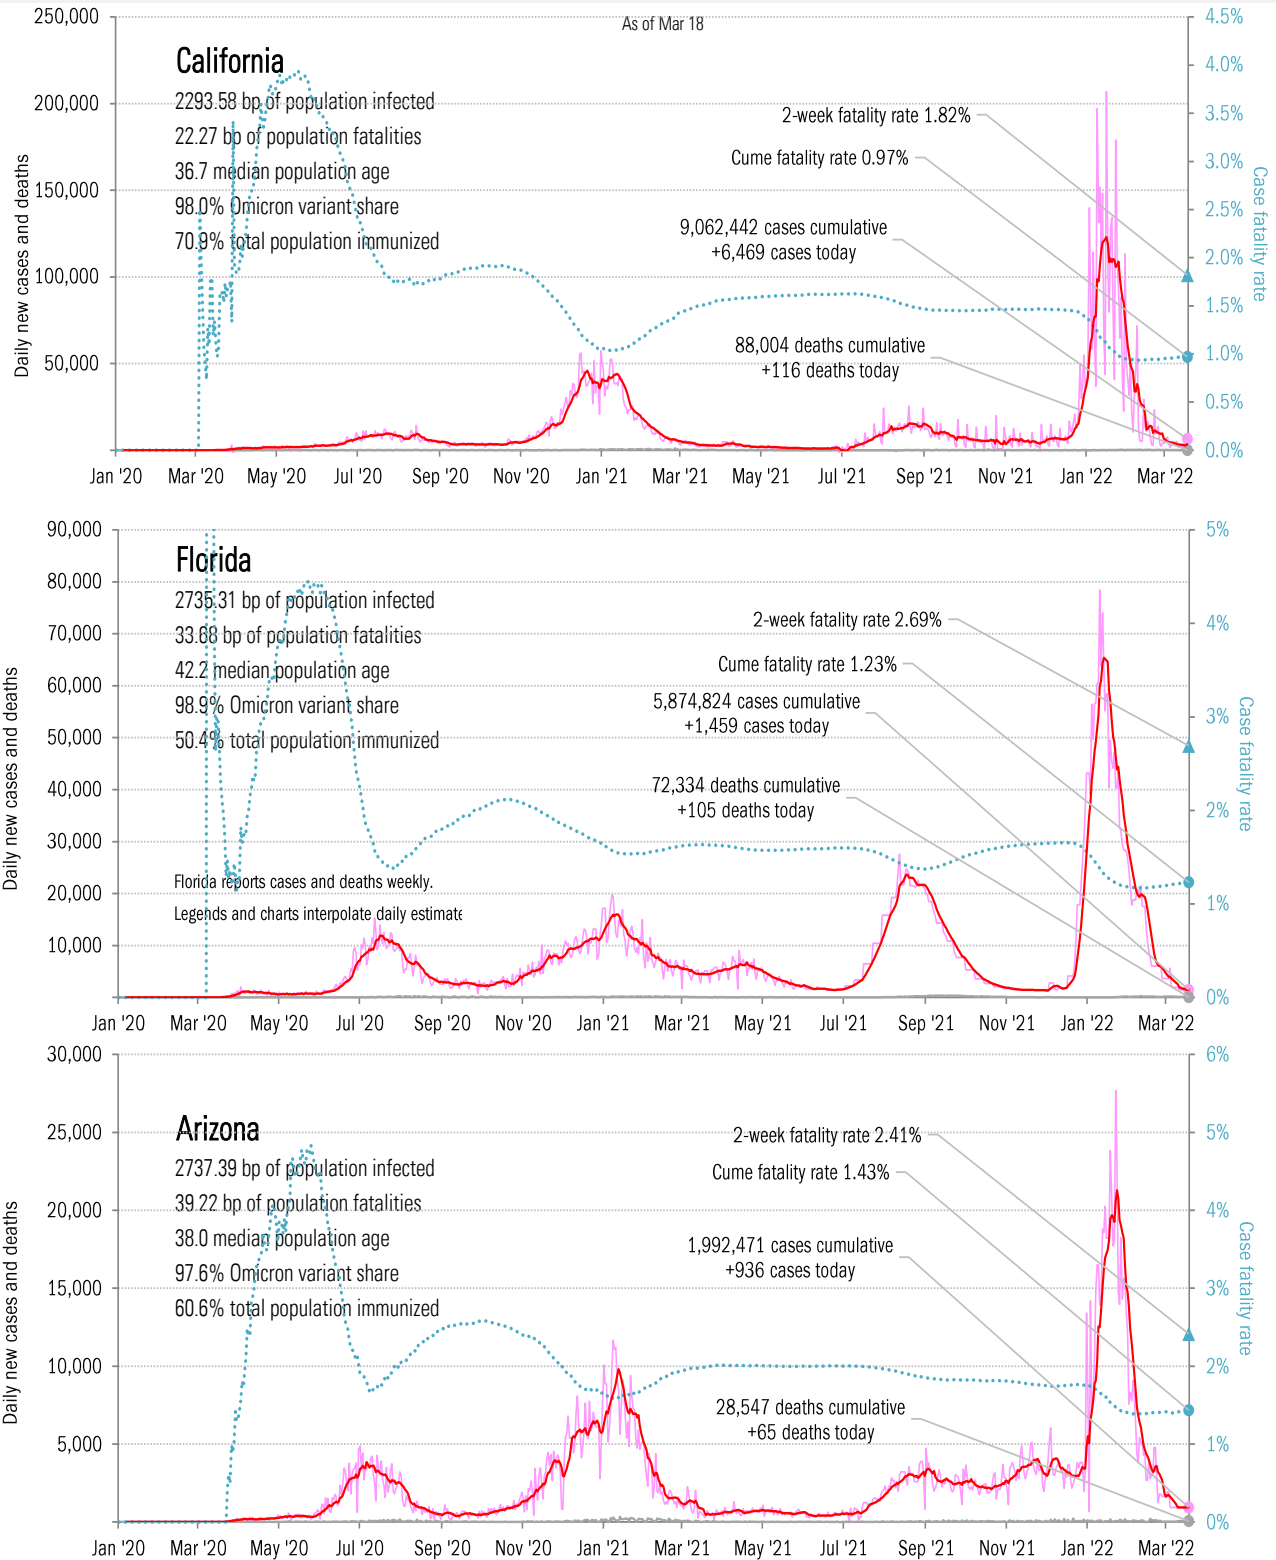 As of Mar 18
250,000
200,000
150,000
100,000
50,000
Daily new cases and deaths
4.5%
4.0%
3.5%
3.0%
2.5%
2.0%
1.5%
1.0%
0.5%
0.0%
Case fatality rate
California
2293.58 bp of population infected
22.27 bp of population fatalities
36.7 median population age
98.0% Omicron variant share
70.9% total population immunized
2-week fatality rate 1.82%
Cume fatality rate 0.97%
9,062,442 cases cumulative
+6,469 cases today
88,004 deaths cumulative
+116 deaths today
Jan '20 Mar '20 May '20 Jul '20 Sep '20 Nov '20 Jan '21 Mar '21 May '21 Jul '21 Sep '21 Nov '21 Jan '22 Mar '22
90,000
80,000
70,000
60,000
50,000
40,000
30,000
20,000
10,000
Daily new cases and deaths
5%
4%
3%
2%
1%
0%
Case fatality rate
Florida
2735.31 bp of population infected
33.68 bp of population fatalities
42.2 median population age
98.9% Omicron variant share
50.4% total population immunized
Florida reports cases and deaths weekly.
Legends and charts interpolate daily estimate
2-week fatality rate 2.69%
Cume fatality rate 1.23%
5,874,824 cases cumulative
+1,459 cases today
72,334 deaths cumulative
+105 deaths today
Jan '20 Mar '20 May '20 Jul '20 Sep '20 Nov '20 Jan '21 Mar '21 May '21 Jul '21 Sep '21 Nov '21 Jan '22 Mar '22
30,000
25,000
20,000
15,000
10,000
5,000
Daily new cases and deaths
6%
5%
4%
3%
2%
1%
0%
Case fatality rate
Arizona
2737.39 bp of population infected
39.22 bp of population fatalities
38.0 median population age
97.6% Omicron variant share
60.6% total population immunized
2-week fatality rate 2.41%
Cume fatality rate 1.43%
1,992,471 cases cumulative
+936 cases today
28,547 deaths cumulative
+65 deaths today
Jan '20 Mar '20 May '20 Jul '20 Sep '20 Nov '20 Jan '21 Mar '21 May '21 Jul '21 Sep '21 Nov '21 Jan '22 Mar '22